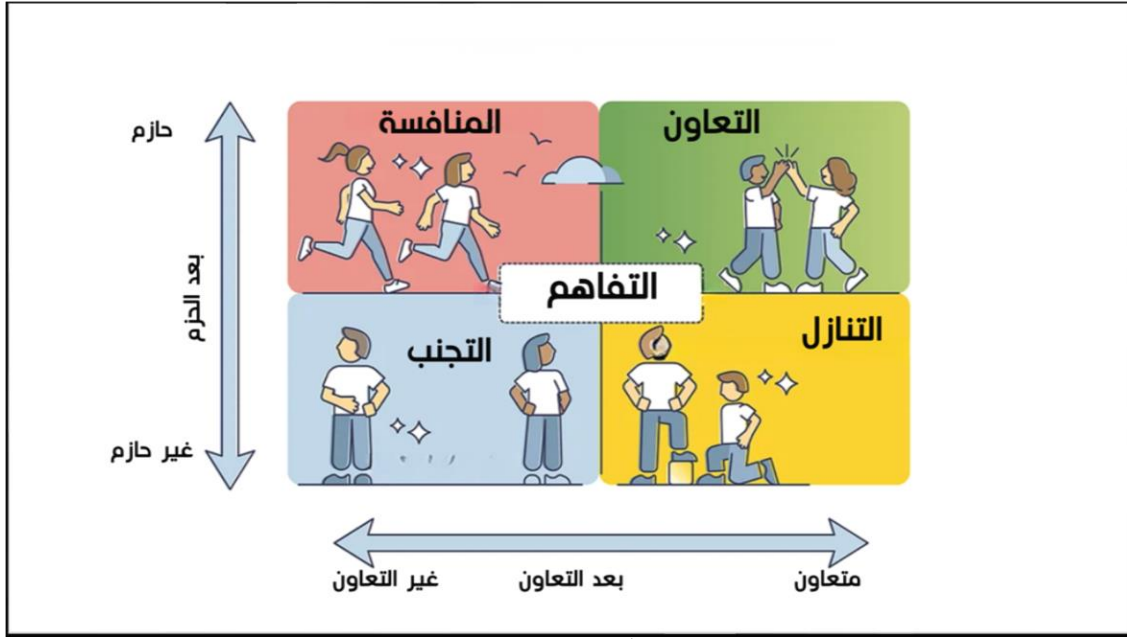 حازم
بعد الحزم
غير حازم
التعاون
المنافسة
التفاهم
التنازل
التجنب
متعاون
بعد التعاون
غير التعاون